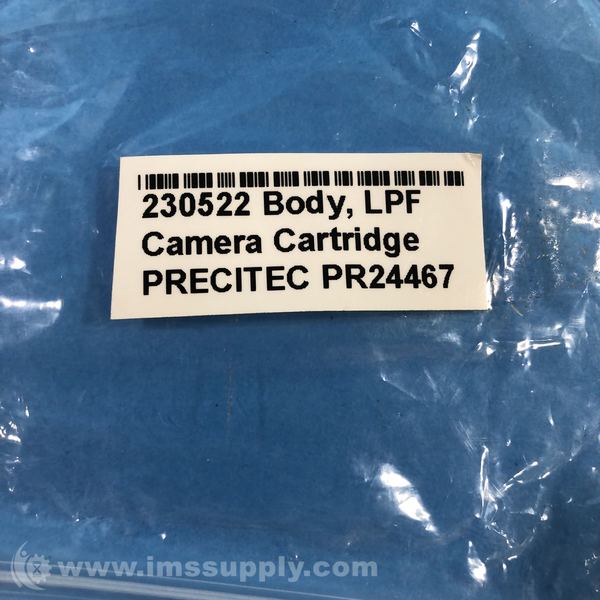 230522 Body, LPF
Camera Cartridge
PRECITEC PR24467
www.imssupply.com